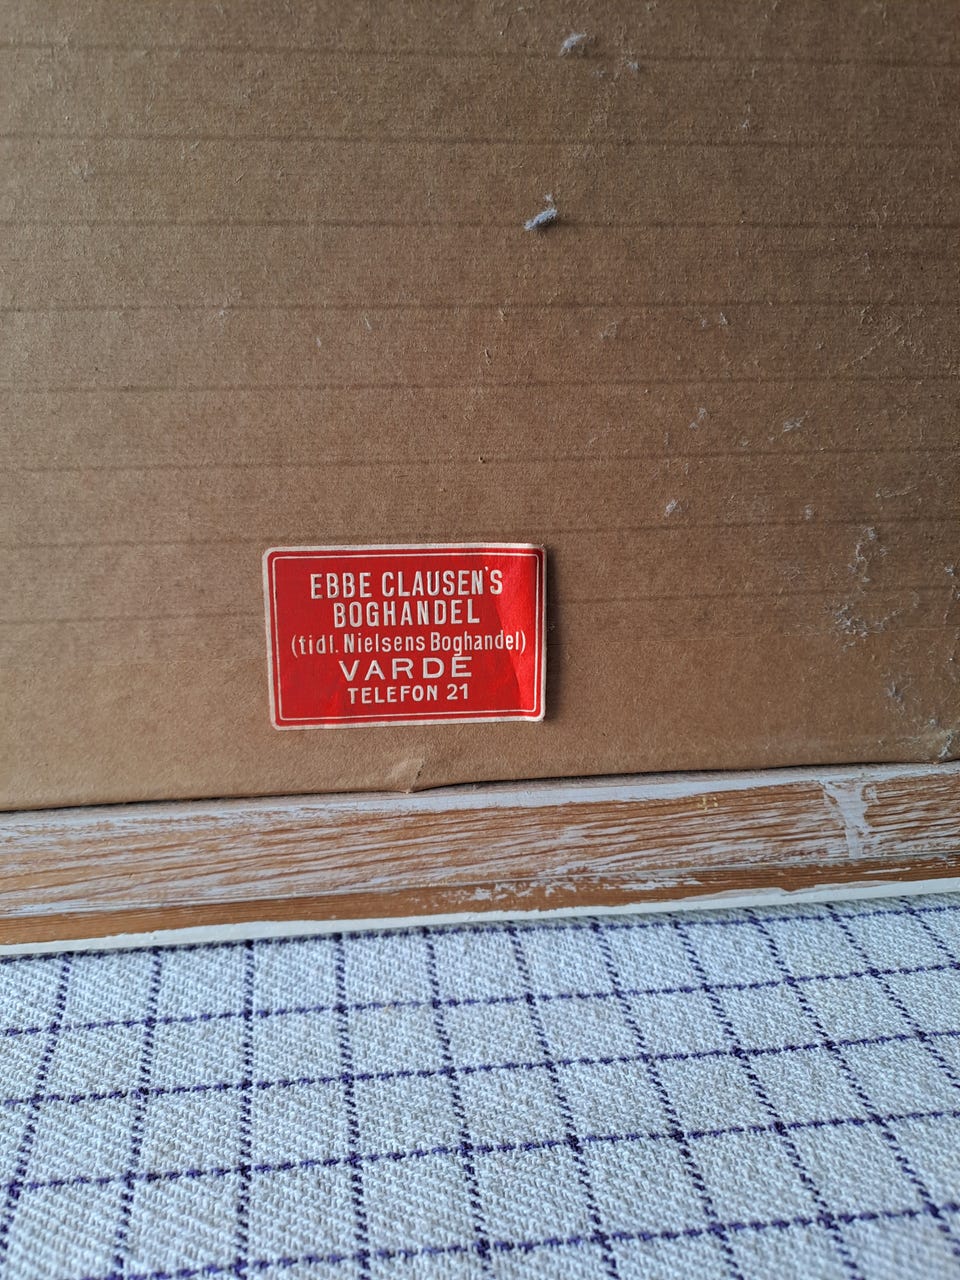 EBBE CLAUSEN'S
BOGHANDEL
(tidl. Nielsens Boghandel)
VARDE
TELEFON 21